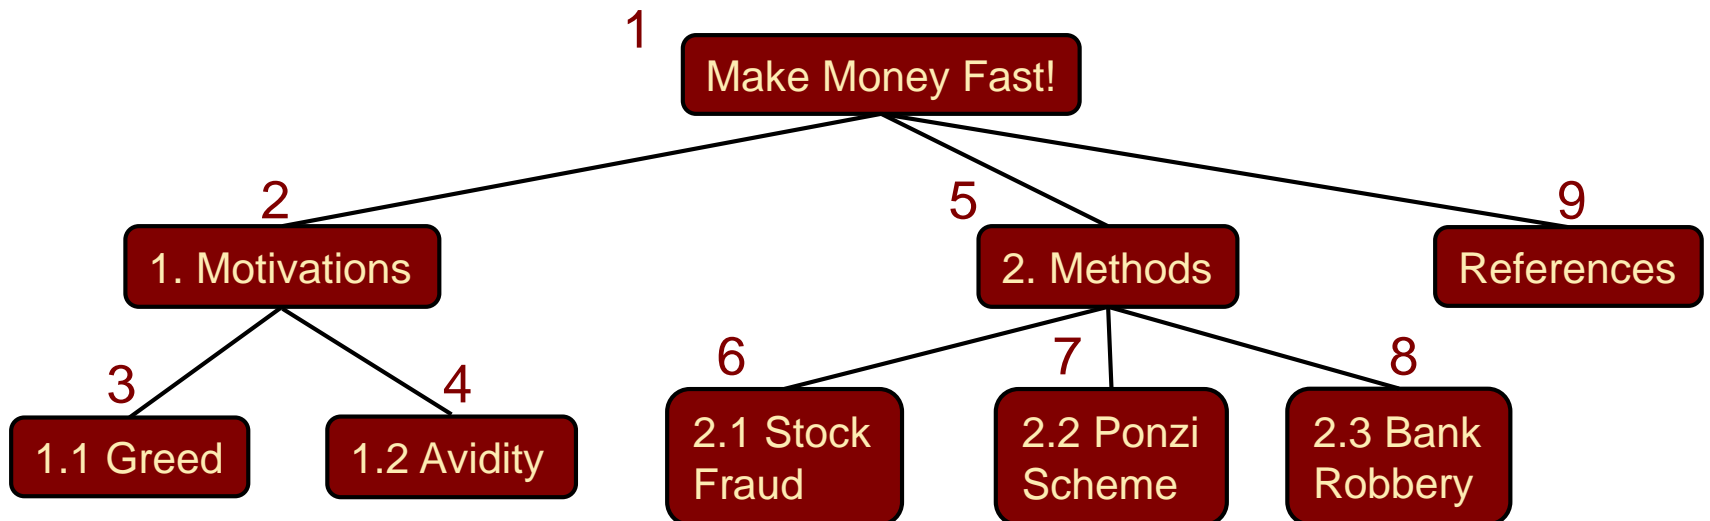 1
Make Money Fast!
2
5
9
1. Motivations
2. Methods
References
3
4
6
7
8
1.1 Greed
1.2 Avidity
2.1 Stock
Fraud
2.2 Ponzi
Scheme
2.3 Bank
Robbery